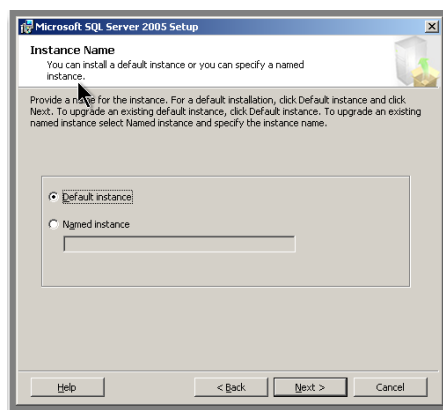 Microsoft SQL Server 2005 Setup
Instance Name
You can install a default instance or you can specify a named
instance.
Provide a name for the instance. For a default installation, click Default instance and click
Next. To upgrade an existing default instance, click Default instance. To upgrade an existing
named instance select Named instance and specify the instance name.
Default instance
Named instance
Help
< Back
Next >
Cancel